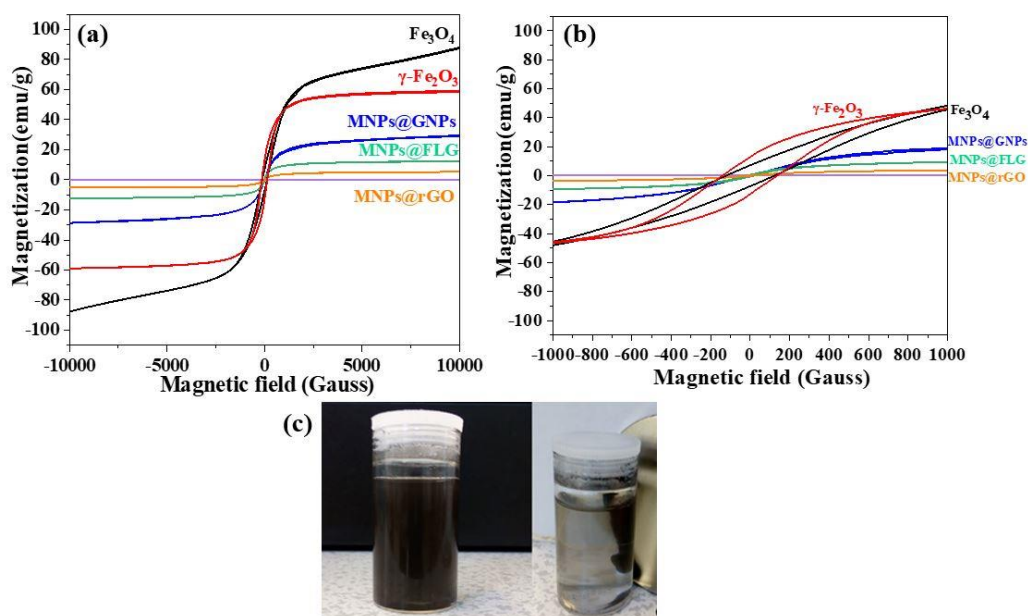 (a)
Fe₃O₄
γ-Fe₂O₃
MNPs@GNPs
MNPs@FLG
MNPs@rGO
Magnetization(emu/g)
100
80
60
40
20
0
-20
-40
-60
-80
-100
-10000 -5000 0 5000 10000
Magnetic field (Gauss)
(b)
γ-Fe₂O₃
Fe₃O₄
MNPs@GNPs
MNPs@FLG
MNPs@rGO
Magnetization(emu/g)
100
80
60
40
20
0
-20
-40
-60
-80
-100
-1000 -800 -600 -400 -200 0 200 400 600 800 1000
Magnetic field (Gauss)
(c)